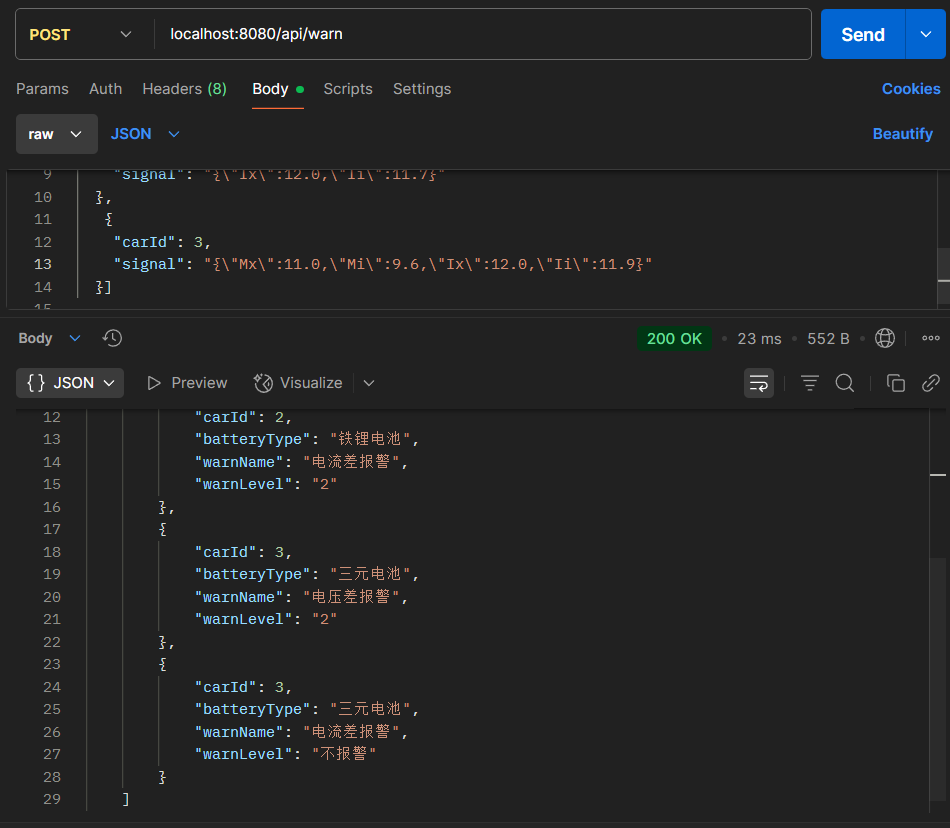 POST localhost:8080/api/warn Send
Params Auth Headers (8) Body Scripts Settings Cookies
raw JSON Beautify
9 "signal": "{\"Ix\":12.0,\"Ii\":11.7}"
10 },
11 {
12 "carId": 3,
13 "signal": "{\"Mx\":11.0,\"Mi\":9.6,\"Ix\":12.0,\"Ii\":11.9}"
14 }]
15
Body 200 OK • 23 ms • 552 B
{} JSON Preview Visualize
12 "carId": 2,
13 "batteryType": "铁锂电池",
14 "warnName": "电流差报警",
15 "warnLevel": "2"
16 },
17 {
18 "carId": 3,
19 "batteryType": "三元电池",
20 "warnName": "电压差报警",
21 "warnLevel": "2"
22 },
23 {
24 "carId": 3,
25 "batteryType": "三元电池",
26 "warnName": "电流差报警",
27 "warnLevel": "不报警"
28 }
29 ]